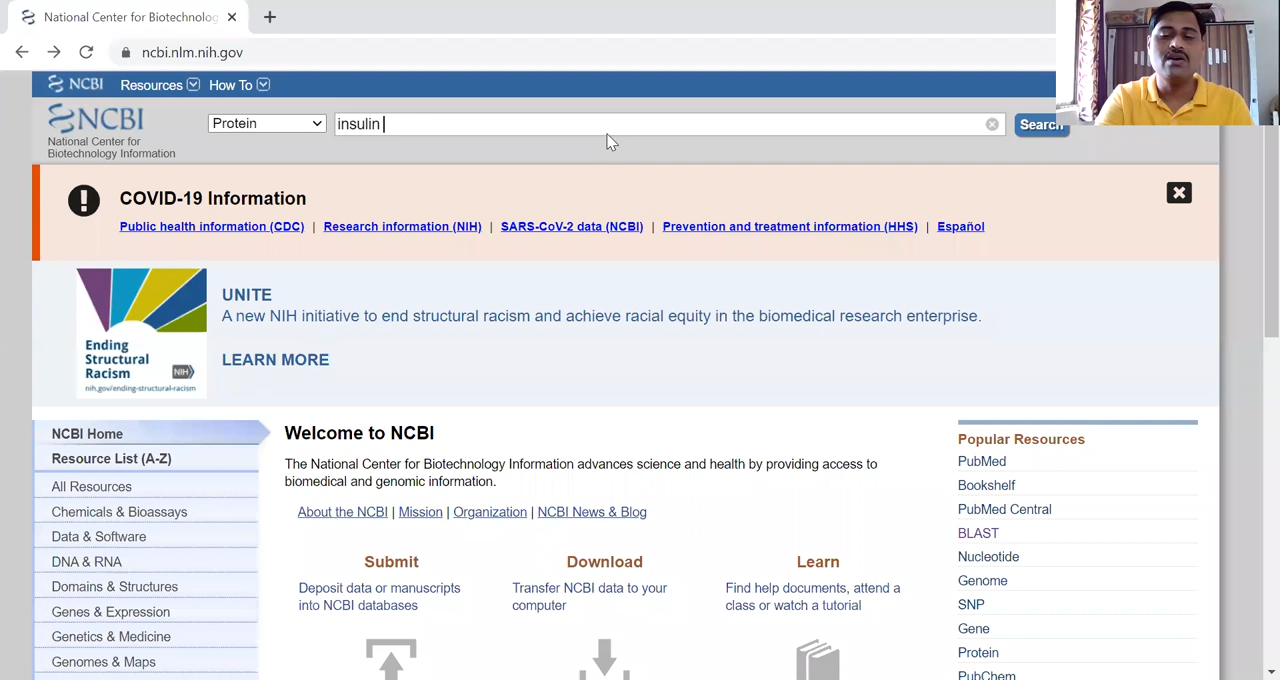 National Center for Biotechnolog
ncbi.nlm.nih.gov
NCBI Resources How To
NCBI
National Center for
Biotechnology Information
Protein
insulin
Search
COVID-19 Information
Public health information (CDC) | Research information (NIH) | SARS-CoV-2 data (NCBI) | Prevention and treatment information (HHS) | Español
Ending
Structural
Racism
NIH
nih.gov/ending-structural-racism
UNITE
A new NIH initiative to end structural racism and achieve racial equity in the biomedical research enterprise.
LEARN MORE
NCBI Home
Resource List (A-Z)
All Resources
Chemicals & Bioassays
Data & Software
DNA & RNA
Domains & Structures
Genes & Expression
Genetics & Medicine
Genomes & Maps
Welcome to NCBI
The National Center for Biotechnology Information advances science and health by providing access to
biomedical and genomic information.
About the NCBI | Mission | Organization | NCBI News & Blog
Submit
Deposit data or manuscripts
into NCBI databases
Download
Transfer NCBI data to your
computer
Learn
Find help documents, attend a
class or watch a tutorial
Popular Resources
PubMed
Bookshelf
PubMed Central
BLAST
Nucleotide
Genome
SNP
Gene
Protein
PubChem